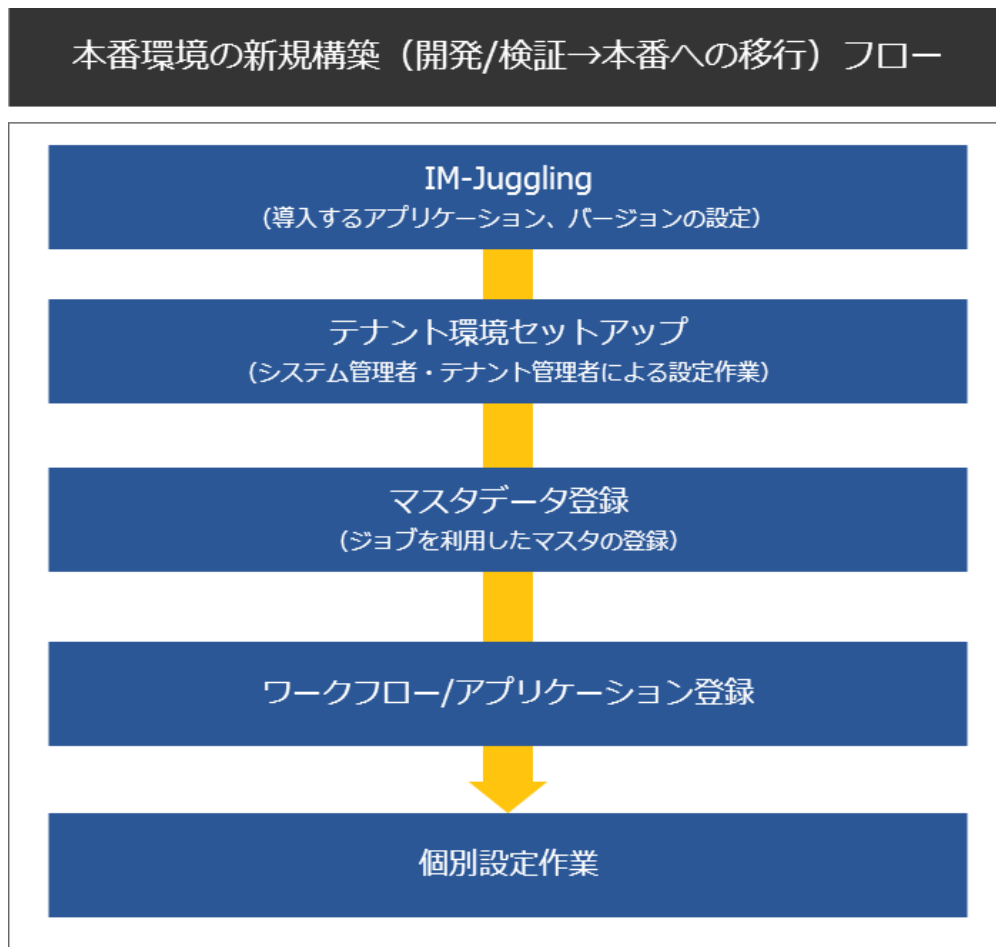 本番環境の新規構築（開発/検証→本番への移行）フロー
IM-Juggling
（導入するアプリケーション、バージョンの設定）
テナント環境セットアップ
（システム管理者・テナント管理者による設定作業）
マスタデータ登録
（ジョブを利用したマスタの登録）
ワークフロー/アプリケーション登録
個別設定作業